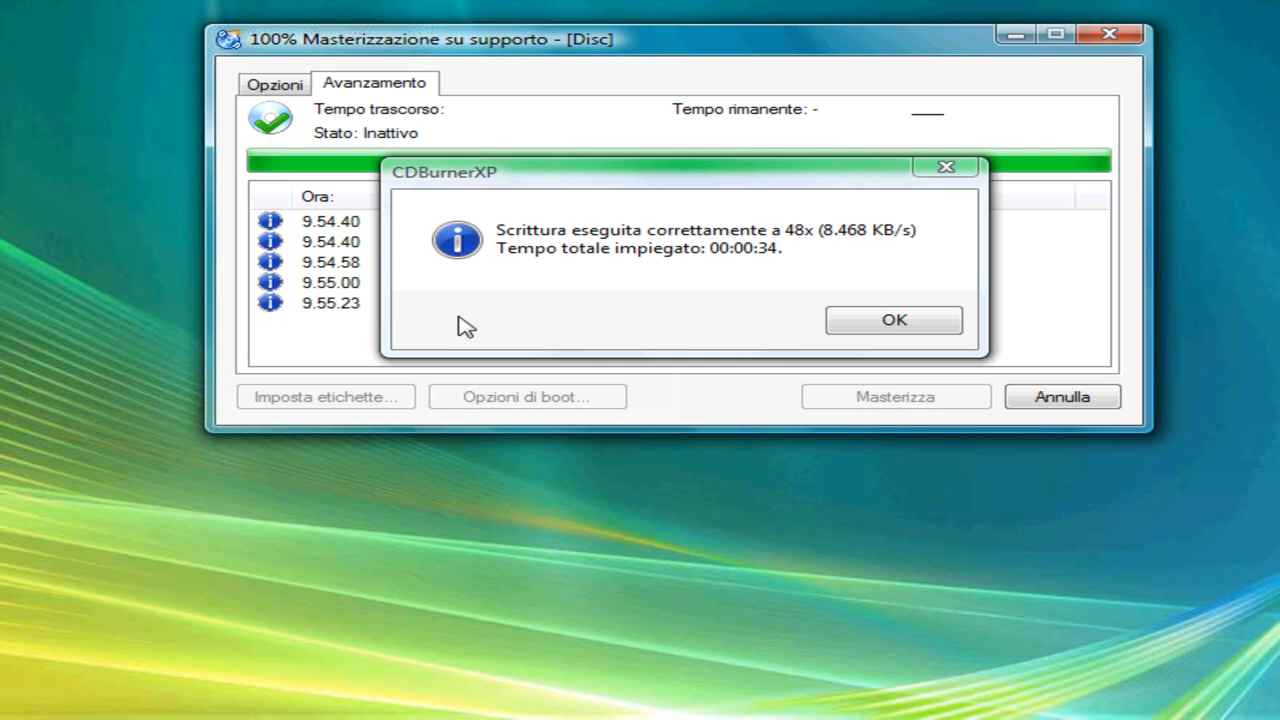 100% Masterizzazione su supporto - [Disc]
Opzioni
Avanzamento
Tempo trascorso:
Tempo rimanente: -
Stato: Inattivo
CDBurnerXP
Ora:
9.54.40
9.54.40
9.54.58
9.55.00
9.55.23
Scrittura eseguita correttamente a 48x (8.468 KB/s)
Tempo totale impiegato: 00:00:34.
OK
Imposta etichette...
Opzioni di boot...
Masterizza
Annulla